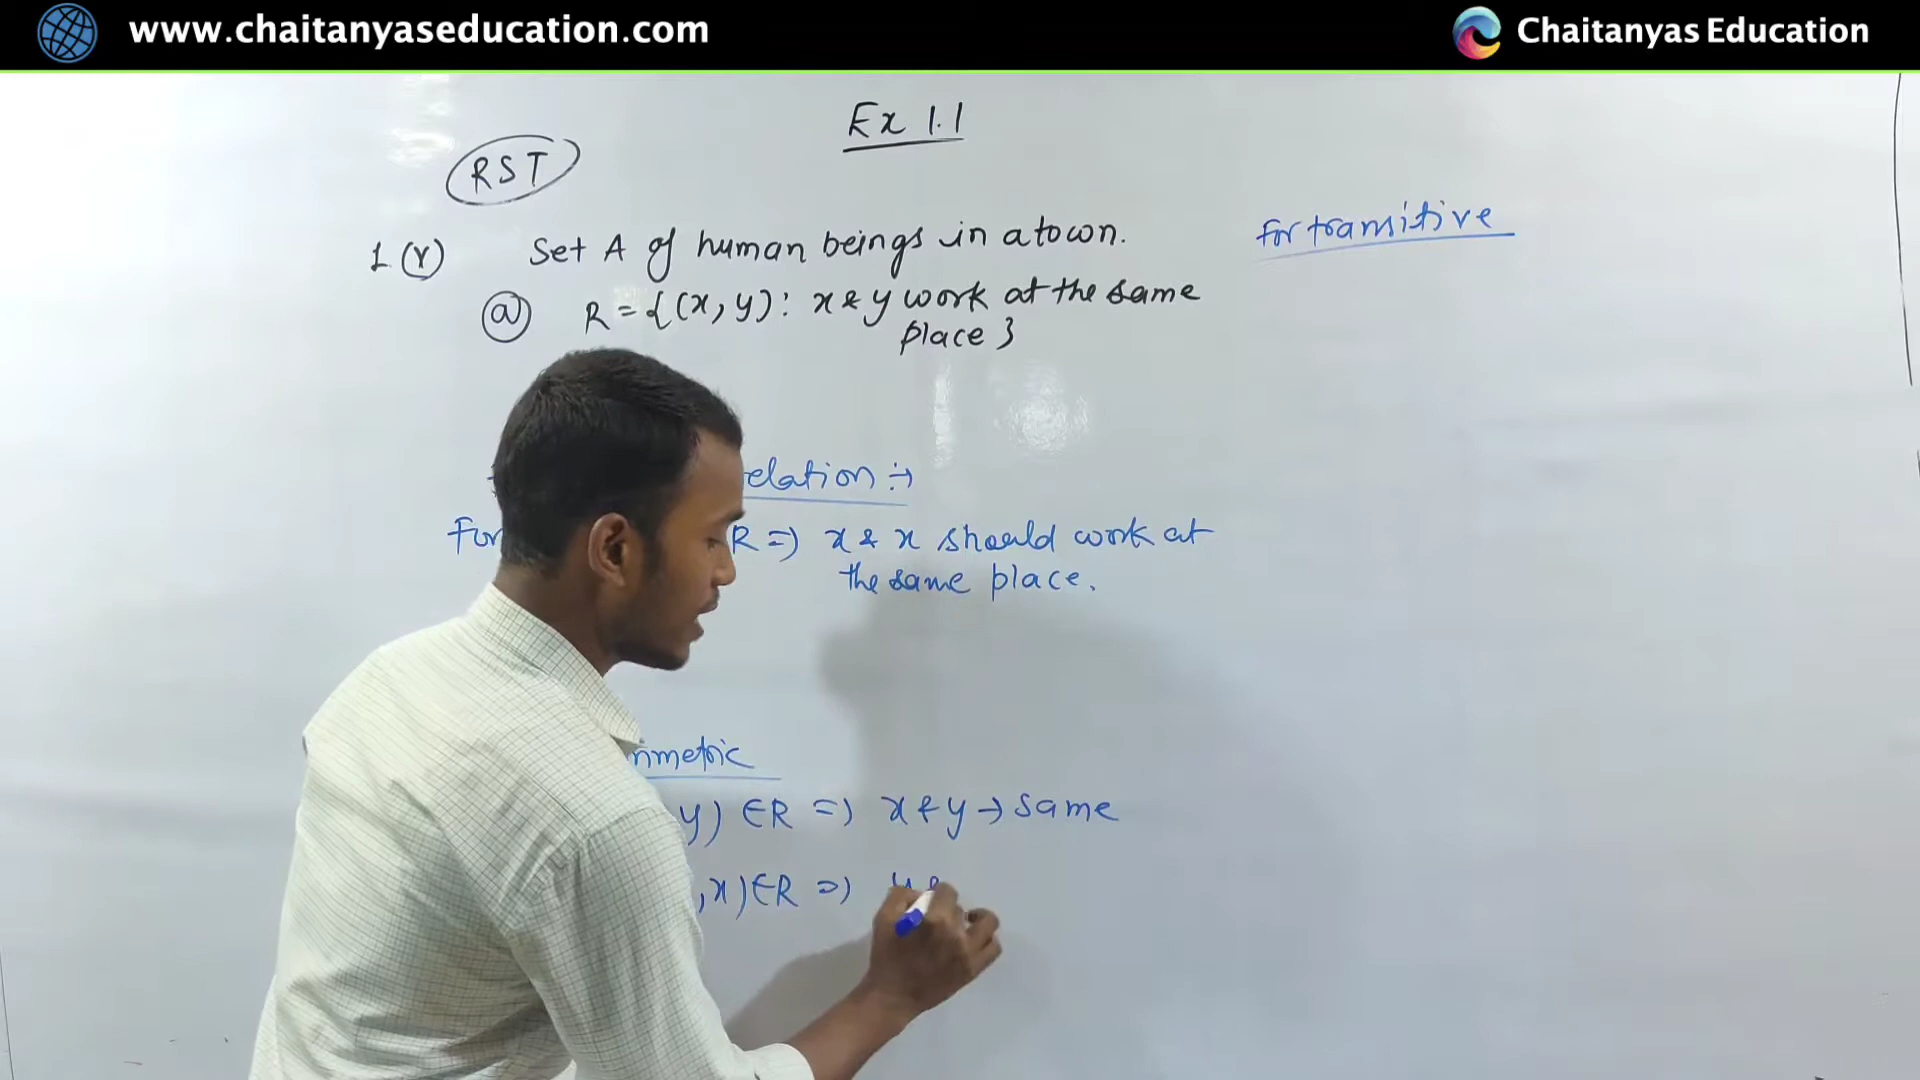 www.chaitanyaseducation.com
Chaitanyas Education
Ex 1.1
RST
1 (v) Set A of human beings in a town.
(a) R = {(x, y) : x & y work at the same
place }
for transitive
elation :→
For R => x & x should work at
the same place.
mmetric
y) ∈ R => x & y → same
, x) ∈ R => y &